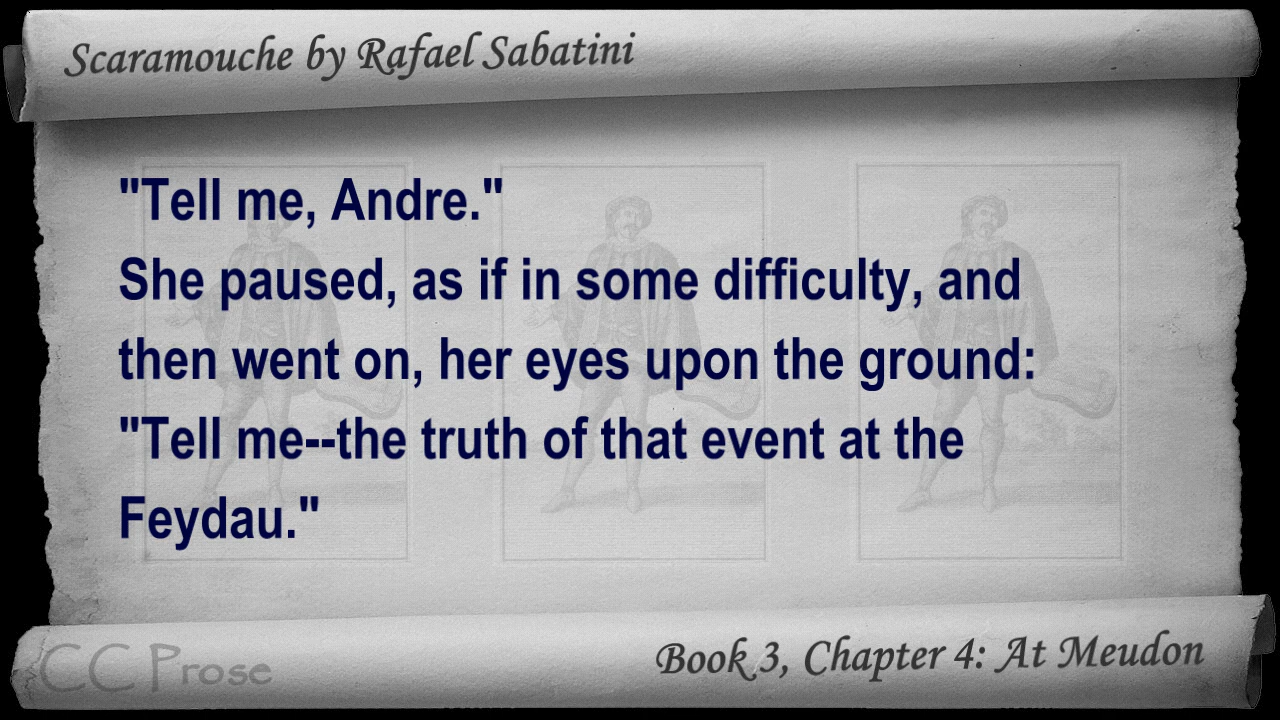 Scaramouche by Rafael Sabatini
"Tell me, Andre."
She paused, as if in some difficulty, and
then went on, her eyes upon the ground:
"Tell me--the truth of that event at the
Feydau."
CC Prose
Book 3, Chapter 4: At Meudon